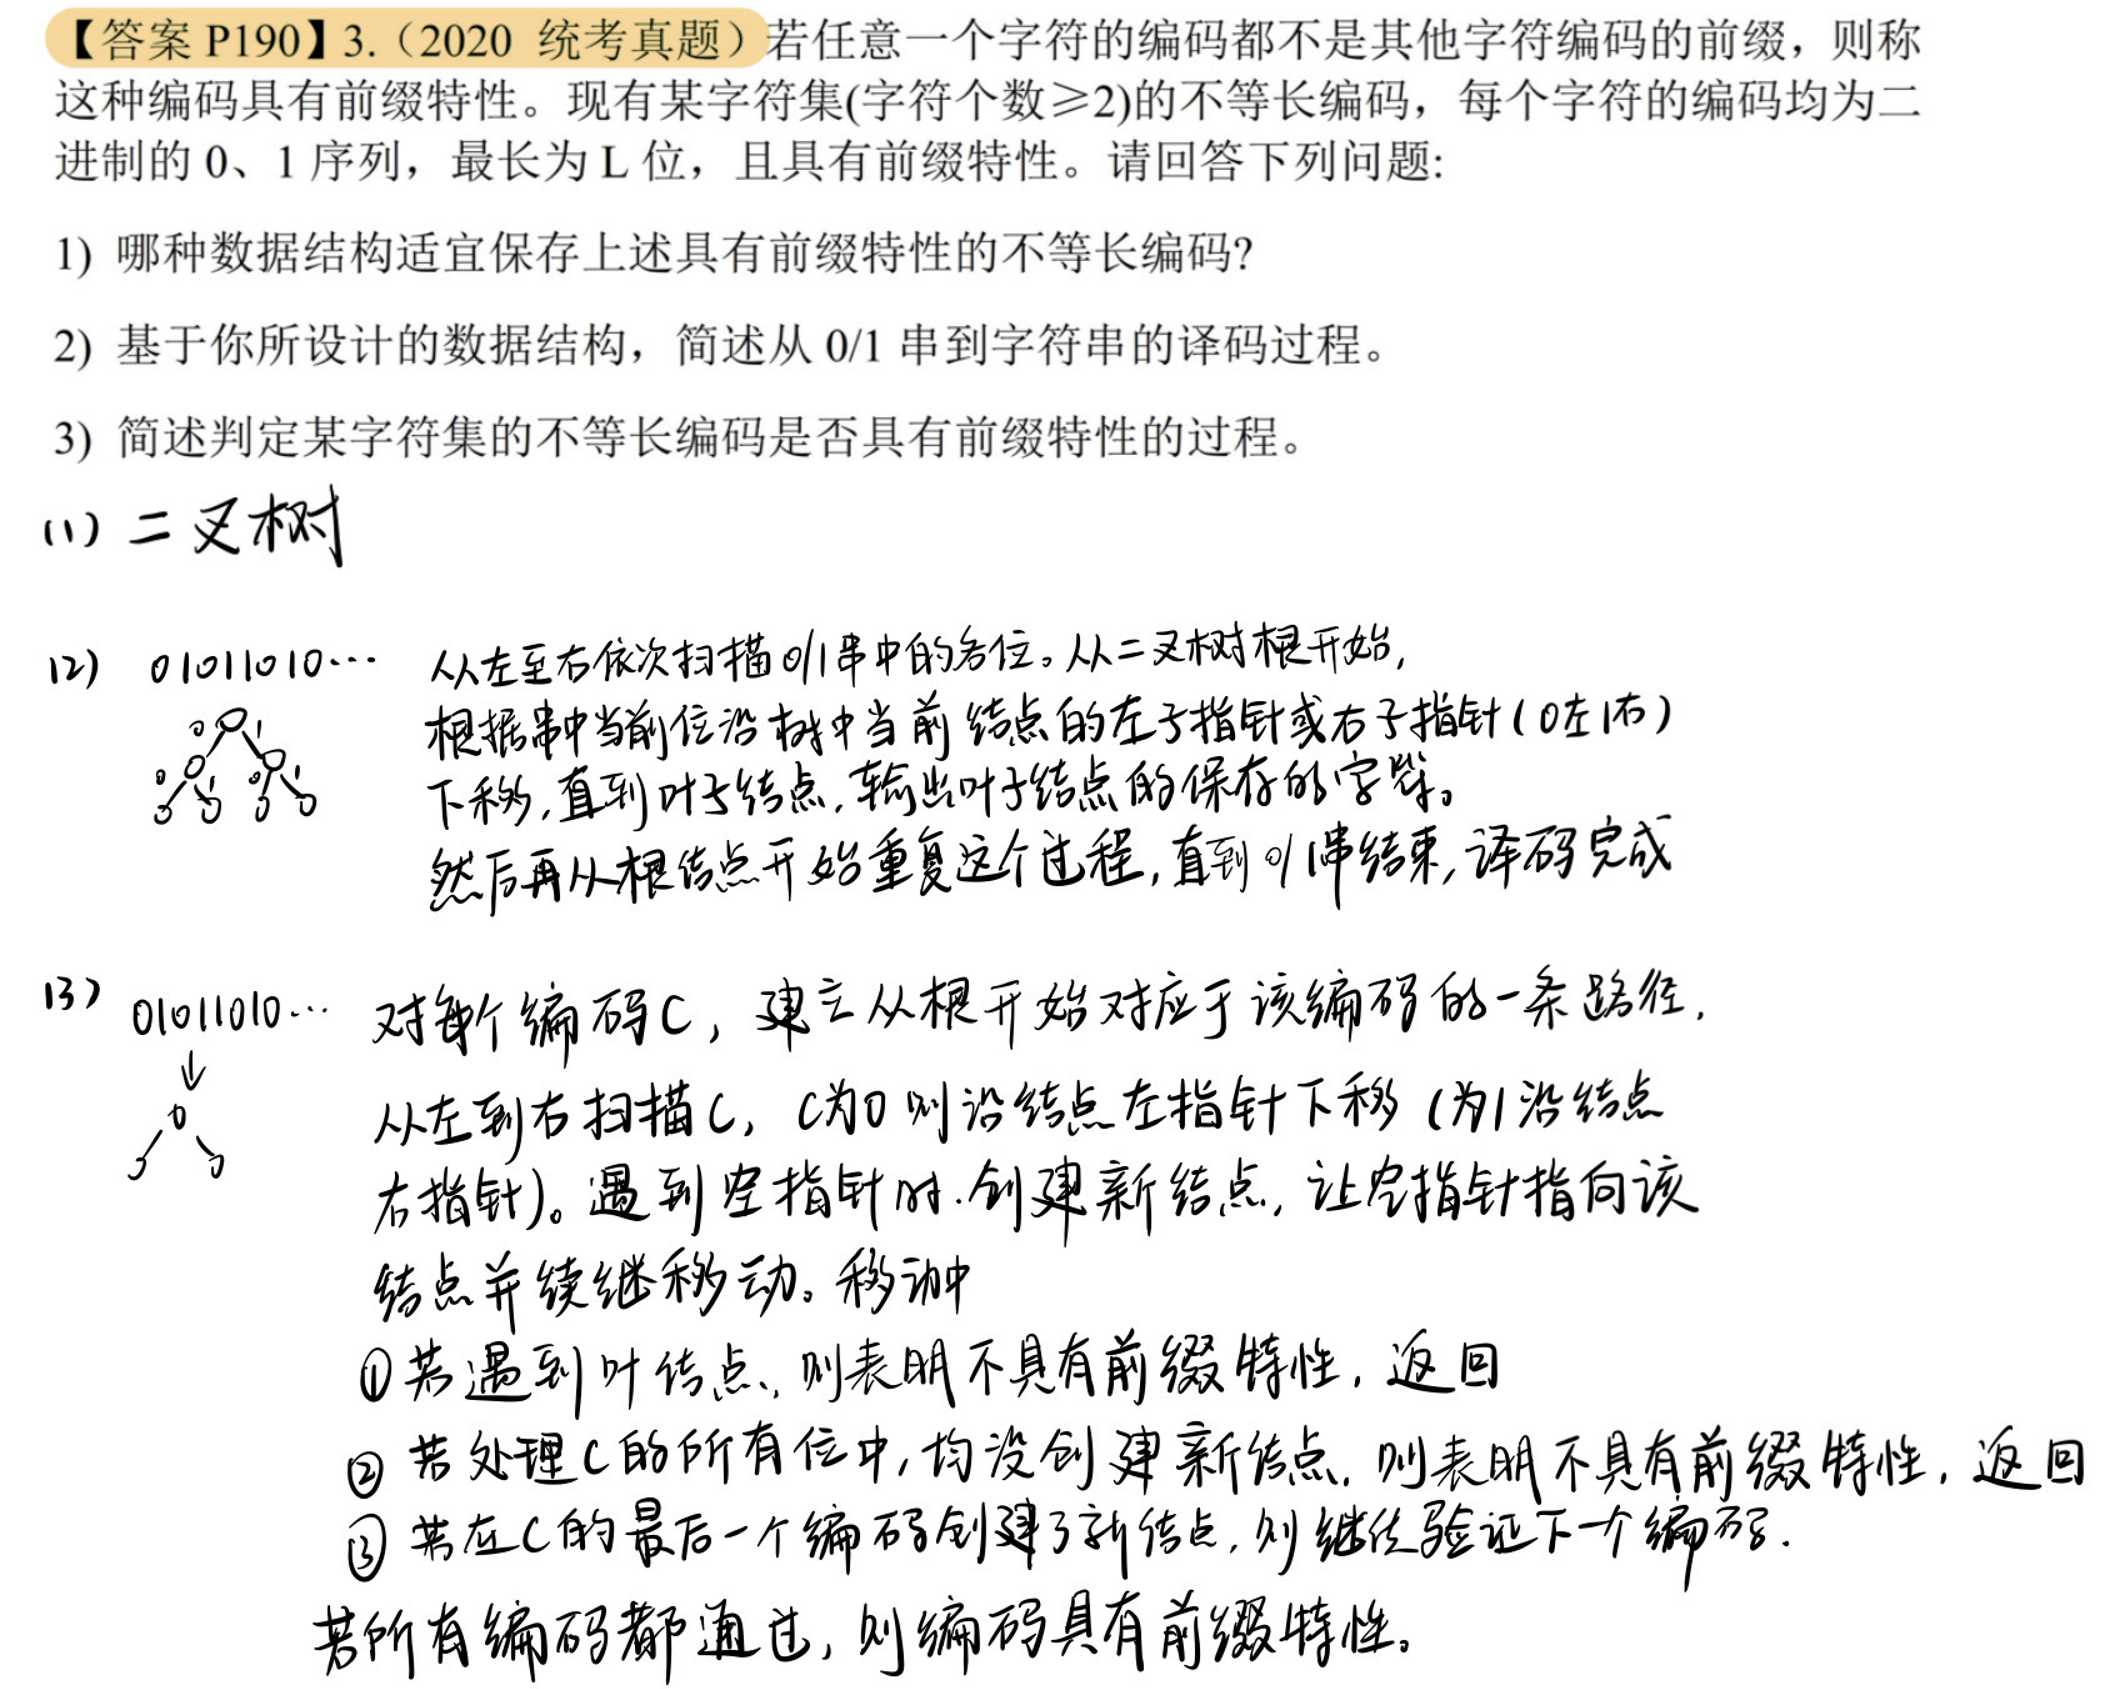 【答案 P190】3.（2020 统考真题）若任意一个字符的编码都不是其他字符编码的前缀，则称
这种编码具有前缀特性。现有某字符集(字符个数≥2)的不等长编码，每个字符的编码均为二
进制的 0、1 序列，最长为 L 位，且具有前缀特性。请回答下列问题:
1) 哪种数据结构适宜保存上述具有前缀特性的不等长编码?
2) 基于你所设计的数据结构，简述从 0/1 串到字符串的译码过程。
3) 简述判定某字符集的不等长编码是否具有前缀特性的过程。
(1) 二叉树
(2) 01011010… 从左至右依次扫描0/1串中的各位。从二叉树根开始,
0 1
根据串中当前位沿树中当前结点的左子指针或右子指针(0左1右)
0 1 0 1
下移,直到叶子结点,输出叶子结点的保存的字符。
然后再从根结点开始重复这个过程,直到0/1串结束,译码完成
(3) 01011010… 对每个编码C, 建立从根开始对应于该编码的一条路径,
从左到右扫描C, C为0则沿结点左指针下移 (为1沿结点
右指针)。遇到空指针时.创建新结点,让空指针指向该
结点并续继移动。移动中
①若遇到叶结点,则表明不具有前缀特性,返回
②若处理C的所有位中,均没创建新结点,则表明不具有前缀特性,返回
③若在C的最后一个编码创建了新结点,则继续验证下一个编码.
若所有编码都通过,则编码具有前缀特性。